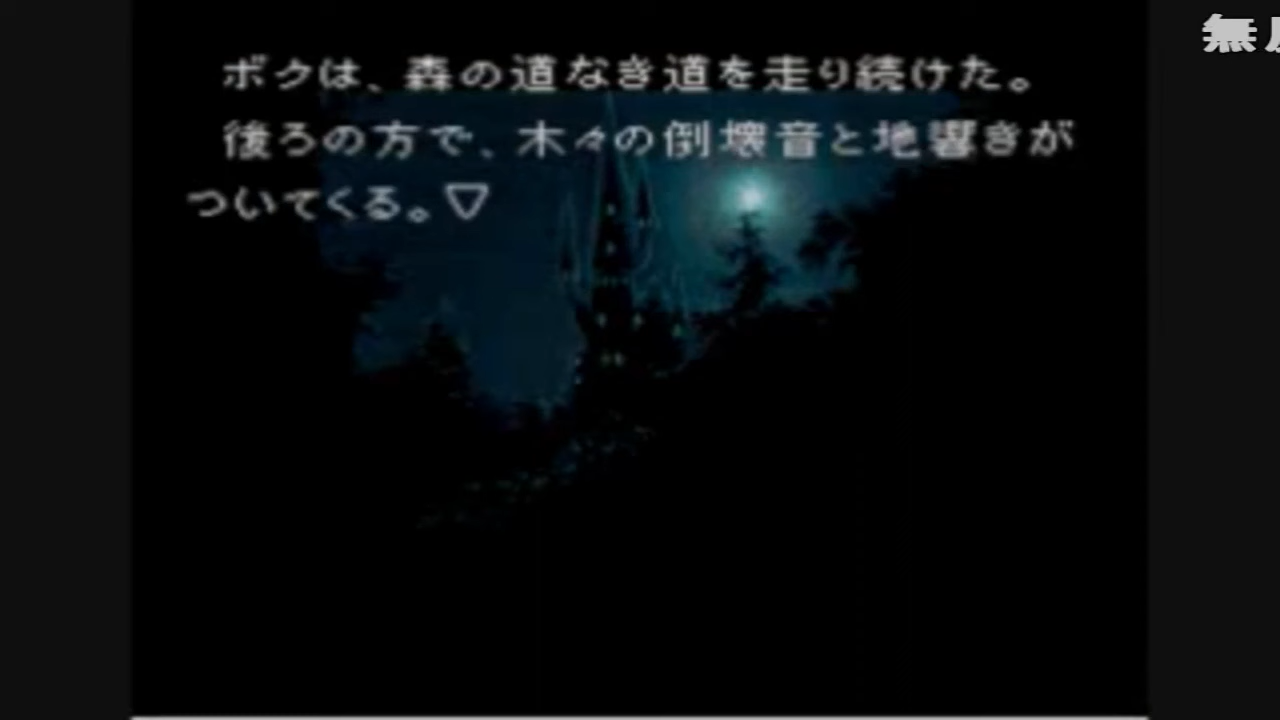 ボクは、森の道なき道を走り続けた。
後ろの方で、木々の倒壊音と地響きが
ついてくる。▽
無